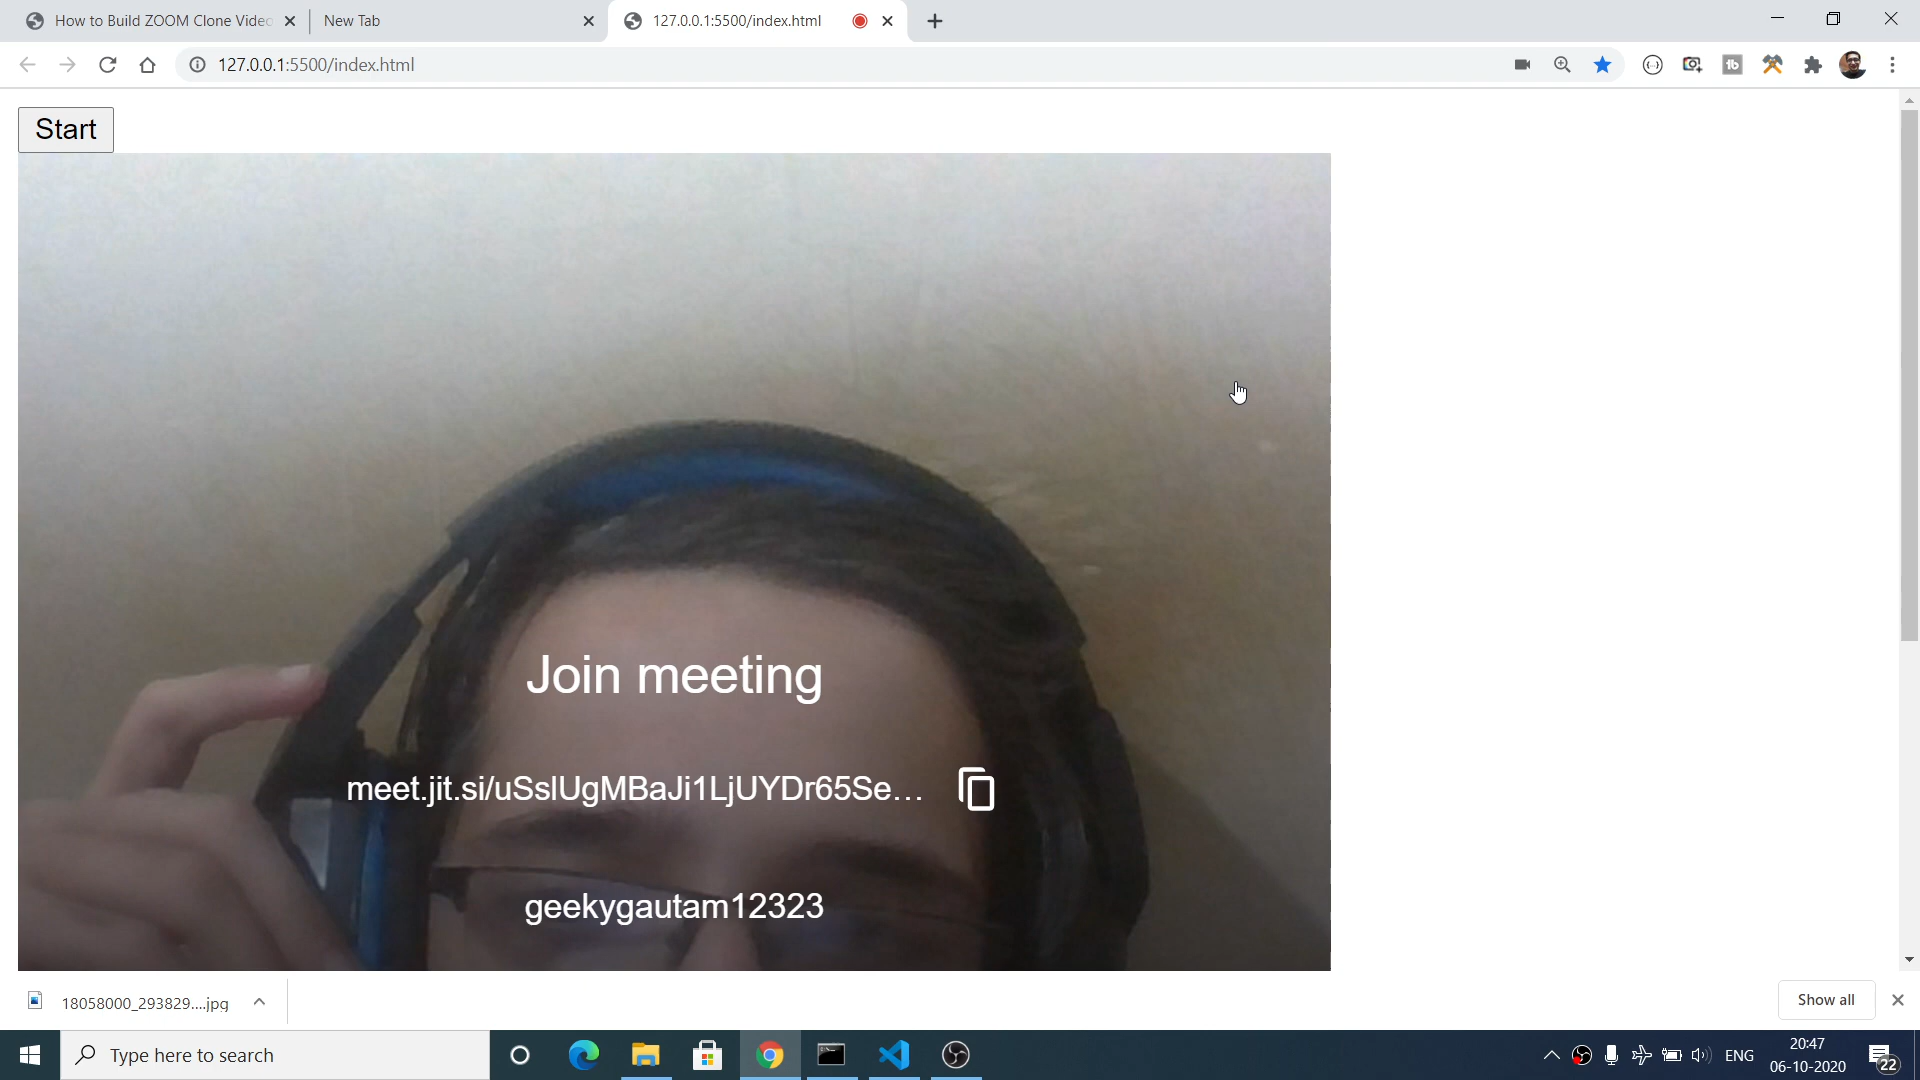 How to Build ZOOM Clone Video
New Tab
127.0.0.1:5500/index.html
127.0.0.1:5500/index.html
Start
Join meeting
meet.jit.si/uSslUgMBaJi1LjUYDr65Se...
geekygautam12323
18058000_293829....jpg
Show all
Type here to search
ENG
20:47
06-10-2020
22